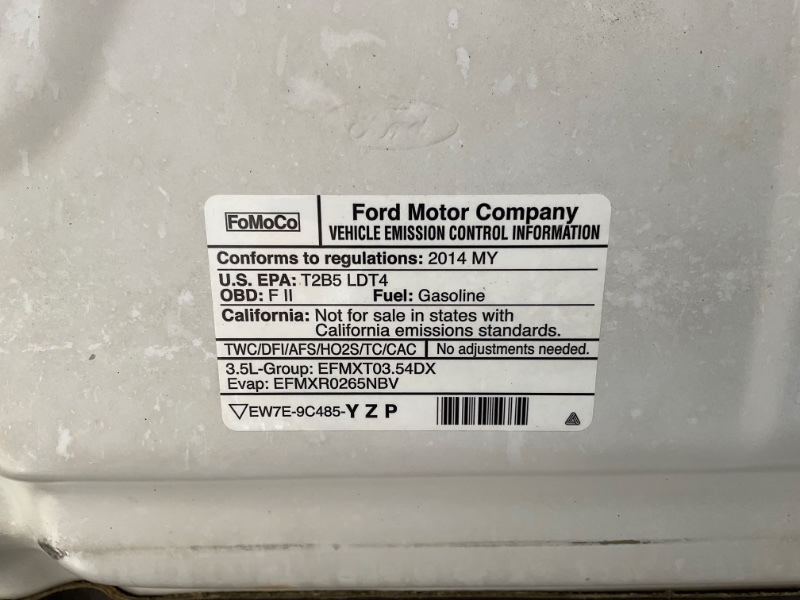 Ford
FoMoCo
Ford Motor Company
VEHICLE EMISSION CONTROL INFORMATION
Conforms to regulations: 2014 MY
U.S. EPA: T2B5 LDT4
OBD: F II Fuel: Gasoline
California: Not for sale in states with
California emissions standards.
TWC/DFI/AFS/HO2S/TC/CAC No adjustments needed.
3.5L-Group: EFMXT03.54DX
Evap: EFMXR0265NBV
EW7E-9C485-Y Z P